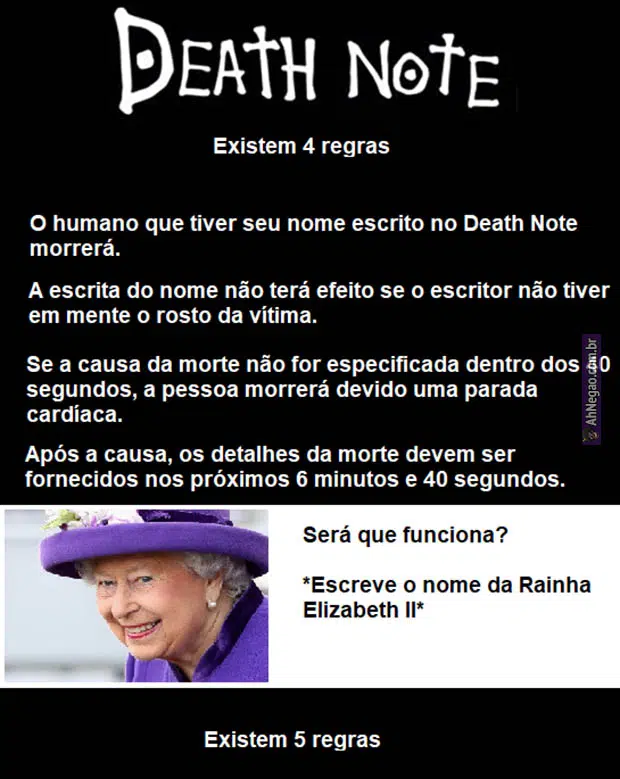 DEATH NOTE
Existem 4 regras
O humano que tiver seu nome escrito no Death Note
morrerá.
A escrita do nome não terá efeito se o escritor não tiver
em mente o rosto da vítima.
Se a causa da morte não for especificada dentro dos 40
segundos, a pessoa morrerá devido uma parada
cardíaca.
Após a causa, os detalhes da morte devem ser
fornecidos nos próximos 6 minutos e 40 segundos.
AhNegao.com.br
Será que funciona?
*Escreve o nome da Rainha
Elizabeth II*
Existem 5 regras